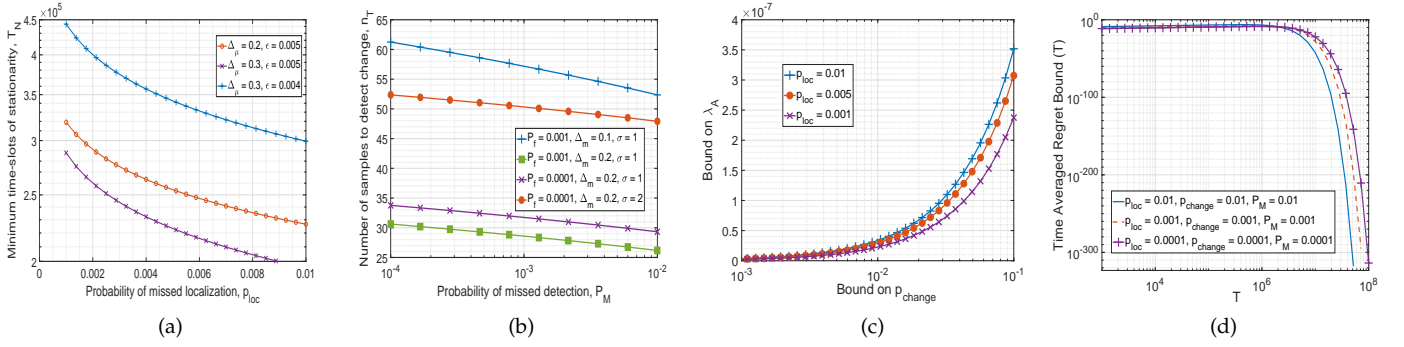 ×10^5
4.5
4
3.5
3
2.5
2
Minimum time-slots of stationarity, T_N
0.002 0.004 0.006 0.008 0.01
Probability of missed localization, p_loc
Δ_μ = 0.2, ϵ = 0.005
Δ_μ = 0.3, ϵ = 0.005
Δ_μ = 0.3, ϵ = 0.004
(a)
70
65
60
55
50
45
40
35
30
25
Number of samples to detect change, n_T
10^-4 10^-3 10^-2
Probability of missed detection, P_M
P_f = 0.001, Δ_m = 0.1, σ = 1
P_f = 0.001, Δ_m = 0.2, σ = 1
P_f = 0.0001, Δ_m = 0.2, σ = 1
P_f = 0.0001, Δ_m = 0.2, σ = 2
(b)
×10^-7
4
3.5
3
2.5
2
1.5
1
0.5
0
Bound on λ_A
10^-3 10^-2 10^-1
Bound on p_change
p_loc = 0.01
p_loc = 0.005
p_loc = 0.001
(c)
10^0
10^-100
10^-200
10^-300
Time Averaged Regret Bound (T)
10^4 10^6 10^8
T
p_loc = 0.01, p_change = 0.01, P_M = 0.01
p_loc = 0.001, p_change = 0.001, P_M = 0.001
p_loc = 0.0001, p_change = 0.0001, P_M = 0.0001
(d)